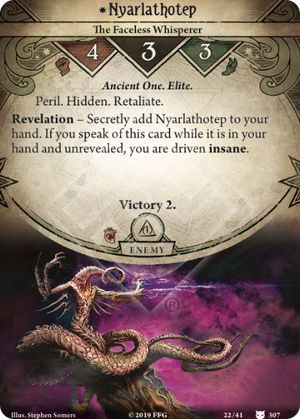 Nyarlathotep
The Faceless Whisperer
4 3 3
Ancient One. Elite.
Peril. Hidden. Retaliate.
Revelation – Secretly add Nyarlathotep to your
hand. If you speak of this card while it is in your
hand and unrevealed, you are driven insane.
Victory 2.
ENEMY
Illus. Stephen Somers
© 2019 FFG
22/41
307